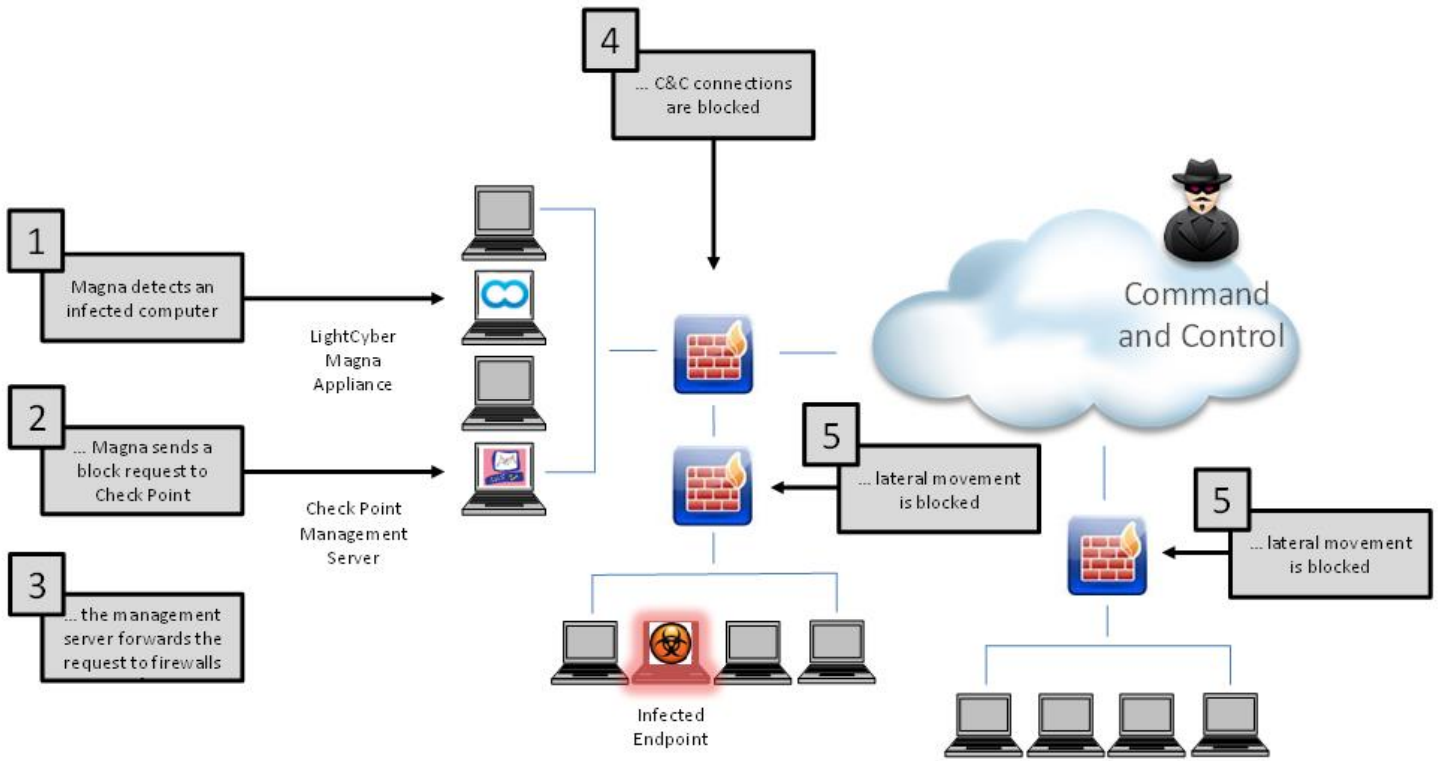 4
... C&C connections
are blocked
1
Magna detects an
infected computer
LightCyber
Magna
Appliance
Command
and Control
2
... Magna sends a
block request to
Check Point
Check Point
Management
Server
5
... lateral movement
is blocked
5
... lateral movement
is blocked
3
... the management
server forwards the
request to firewalls
Infected
Endpoint